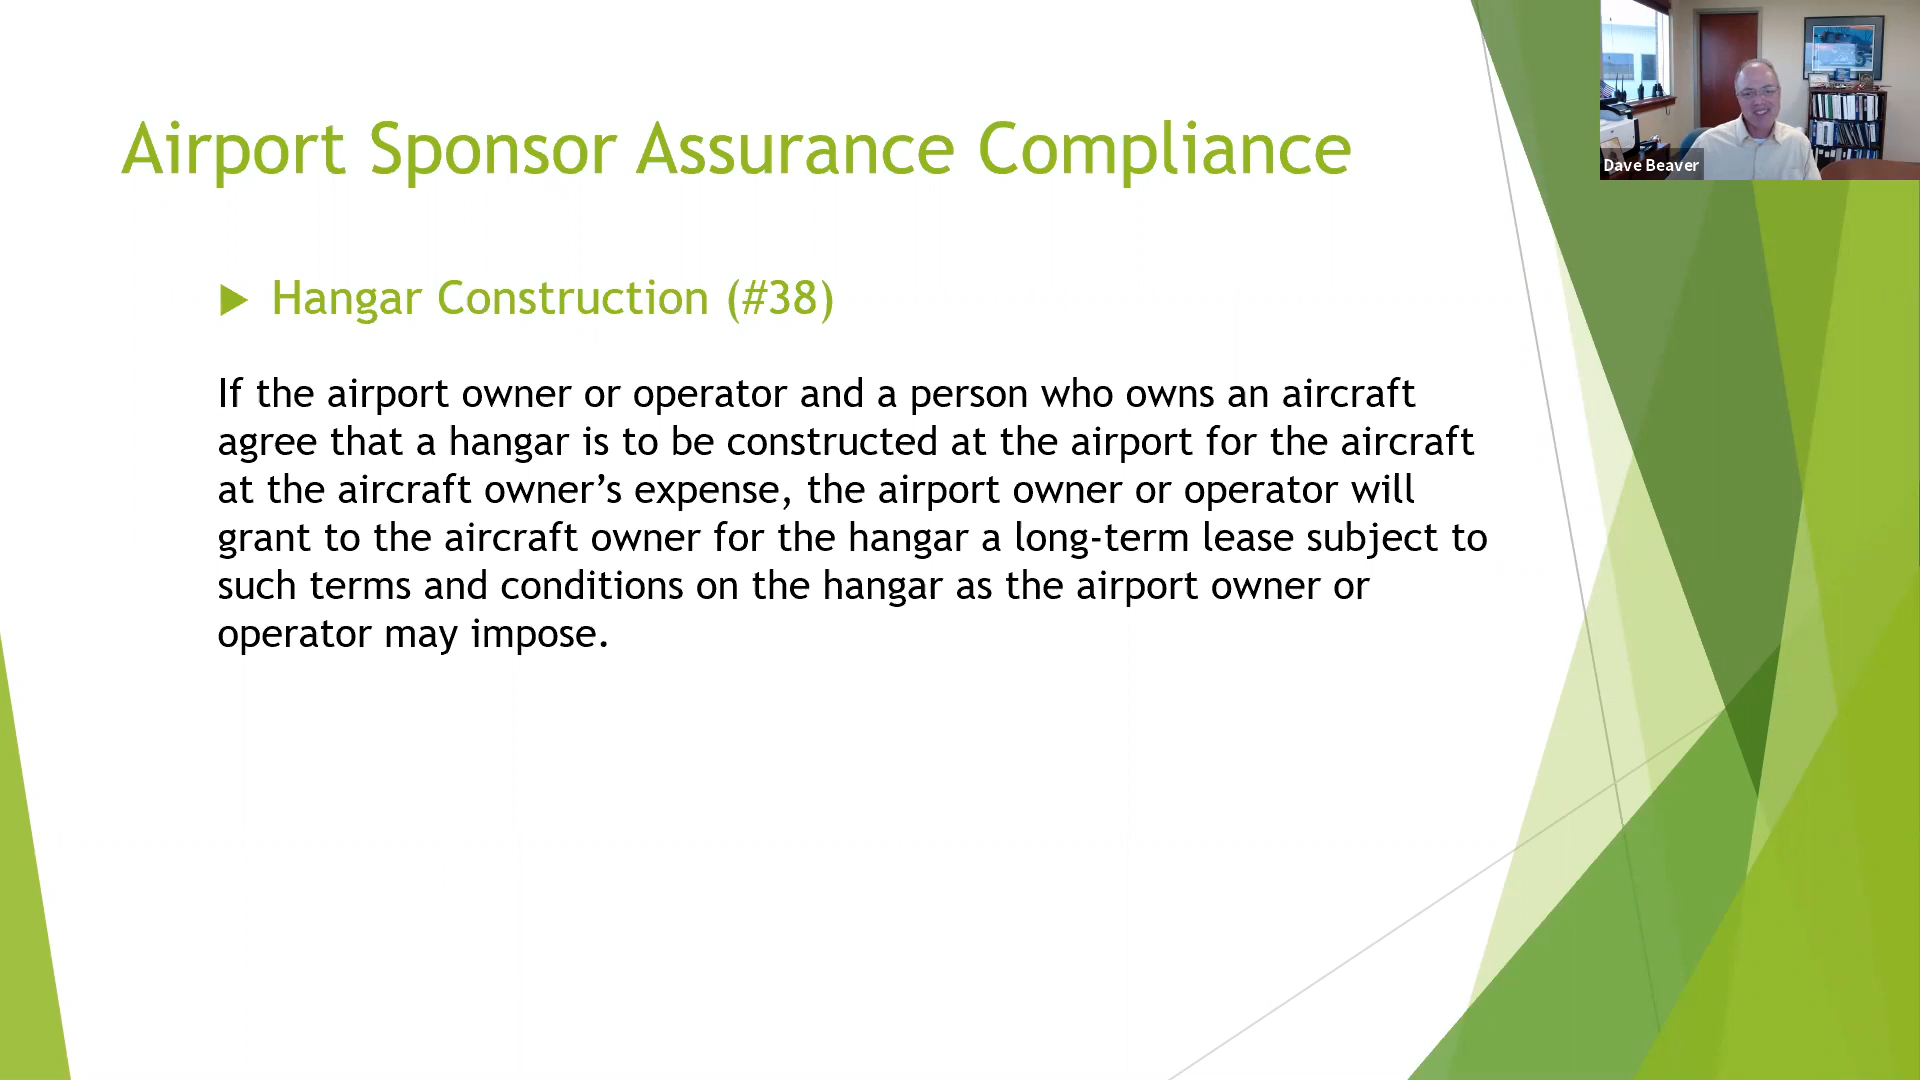 Airport Sponsor Assurance Compliance
Dave Beaver
Hangar Construction (#38)
If the airport owner or operator and a person who owns an aircraft
agree that a hangar is to be constructed at the airport for the aircraft
at the aircraft owner’s expense, the airport owner or operator will
grant to the aircraft owner for the hangar a long-term lease subject to
such terms and conditions on the hangar as the airport owner or
operator may impose.